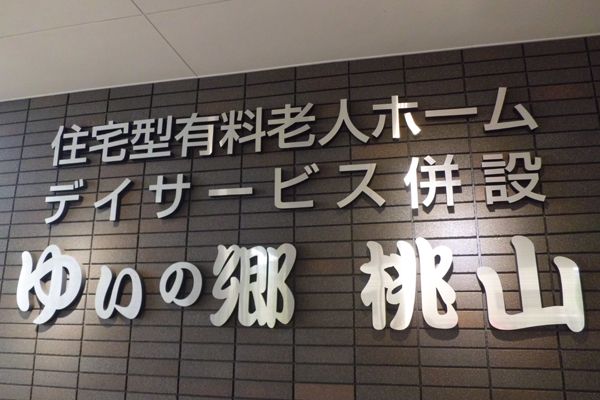 住宅型有料老人ホーム
デイサービス併設
ゆいの郷 桃山